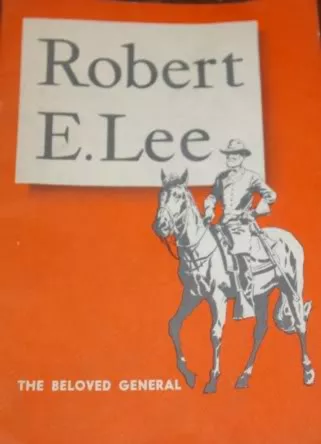 Robert
E. Lee
THE BELOVED GENERAL